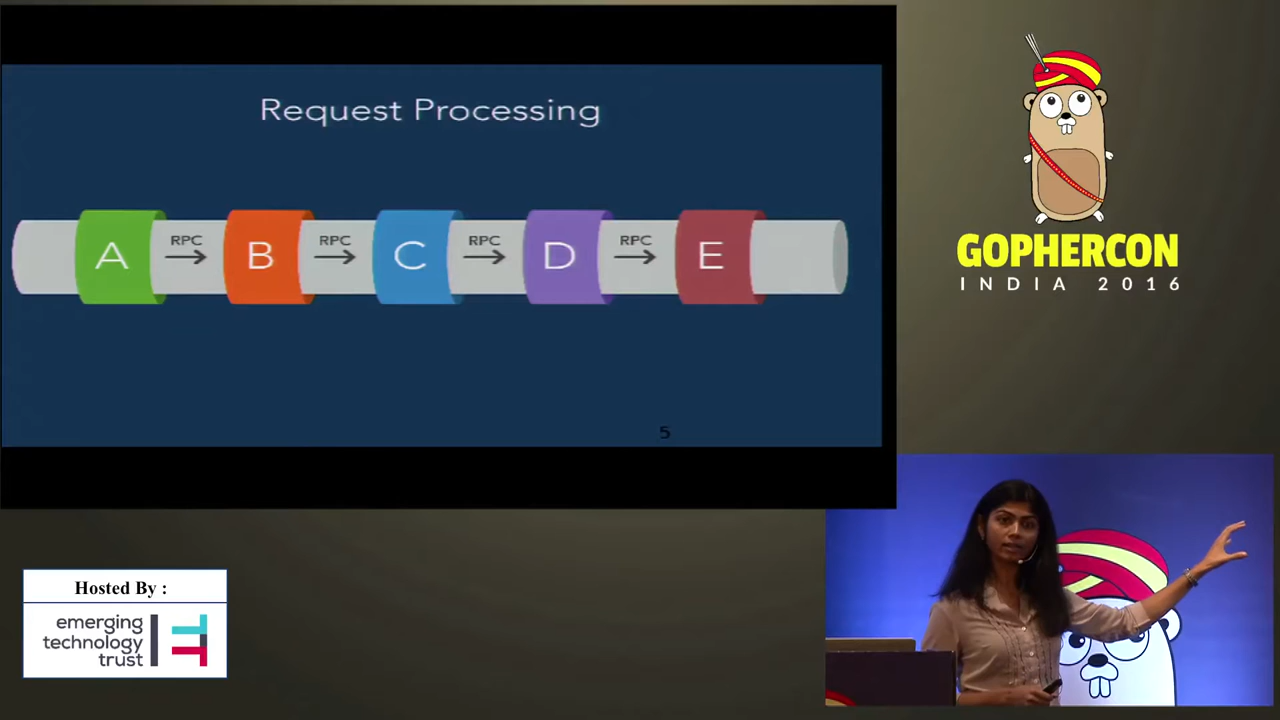 Request Processing
A RPC B RPC C RPC D RPC E
5
GOPHERCON
INDIA 2016
Hosted By :
emerging
technology
trust